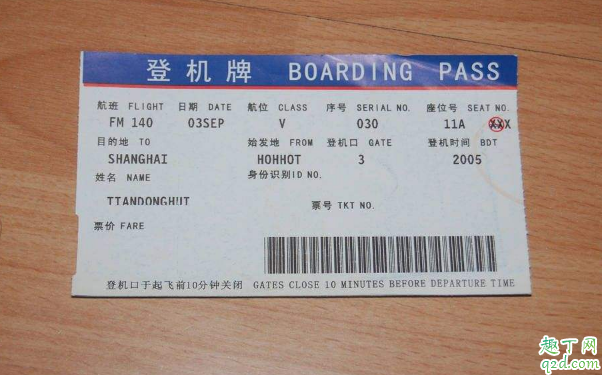 登机牌 BOARDING PASS
航班 FLIGHT 日期 DATE 航位 CLASS 序号 SERIAL NO. 座位号 SEAT NO.
FM 140 03SEP V 030 11A XXX
目的地 TO 始发地 FROM 登机口 GATE 登机时间 BDT
SHANGHAI HOHHOT 3 2005
姓名 NAME 身份识别ID NO.
TIANDONGHUI
票号 TKT NO.
票价 FARE
登机口于起飞前10分钟关闭 GATES CLOSE 10 MINUTES BEFORE DEPARTURE TIME
趣丁网
q2d.com